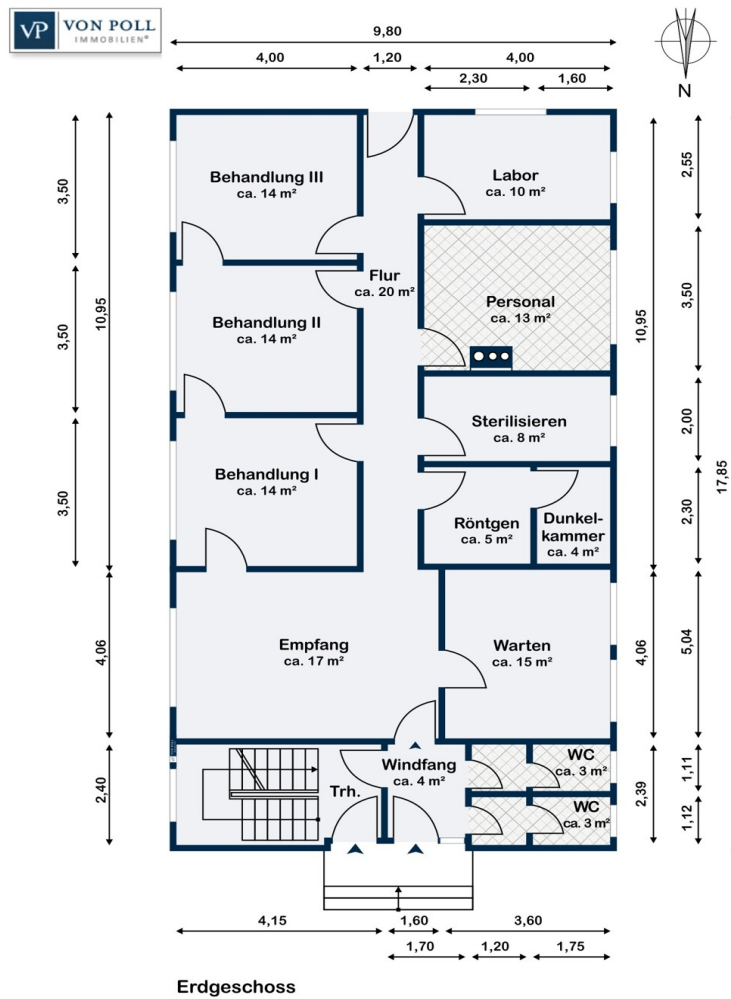 VP VON POLL
IMMOBILIEN®
9,80
4,00 1,20 4,00
2,30 1,60
N
Behandlung III
ca. 14 m²
Labor
ca. 10 m²
3,50
2,55
Flur
ca. 20 m²
Personal
ca. 13 m²
Behandlung II
ca. 14 m²
3,50
10,95
10,95
3,50
Sterilisieren
ca. 8 m²
2,00
Behandlung I
ca. 14 m²
3,50
17,85
Röntgen
ca. 5 m²
Dunkel-
kammer
ca. 4 m²
2,30
Empfang
ca. 17 m²
Warten
ca. 15 m²
4,06
4,06
5,04
Windfang
ca. 4 m²
WC
ca. 3 m²
1,11
Trh.
2,40
2,39
WC
ca. 3 m²
1,12
4,15 1,60 3,60
1,70 1,20 1,75
Erdgeschoss